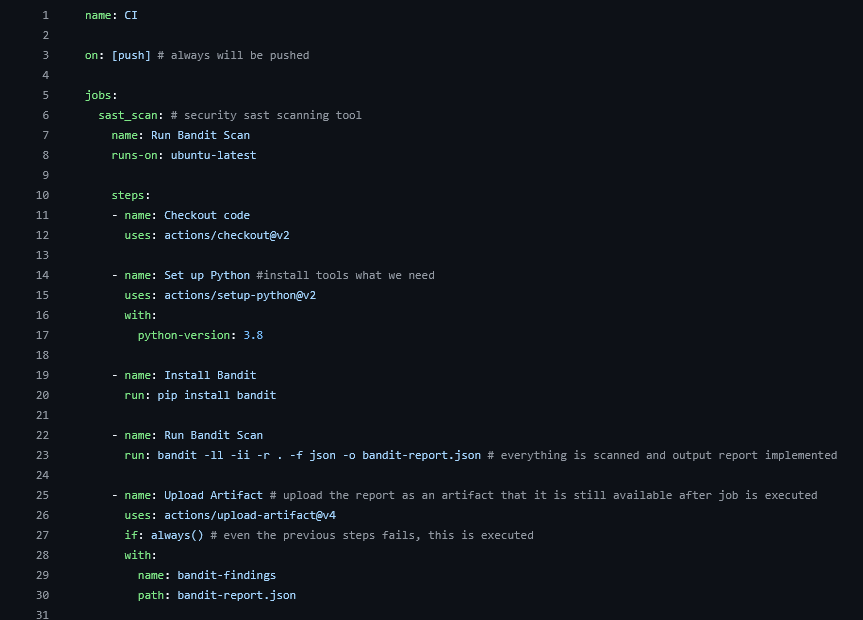 1 name: CI
2
3 on: [push] # always will be pushed
4
5 jobs:
6   sast_scan: # security sast scanning tool
7     name: Run Bandit Scan
8     runs-on: ubuntu-latest
9
10     steps:
11     - name: Checkout code
12       uses: actions/checkout@v2
13
14     - name: Set up Python #install tools what we need
15       uses: actions/setup-python@v2
16       with:
17         python-version: 3.8
18
19     - name: Install Bandit
20       run: pip install bandit
21
22     - name: Run Bandit Scan
23       run: bandit -ll -ii -r . -f json -o bandit-report.json # everything is scanned and output report implemented
24
25     - name: Upload Artifact # upload the report as an artifact that it is still available after job is executed
26       uses: actions/upload-artifact@v4
27       if: always() # even the previous steps fails, this is executed
28       with:
29         name: bandit-findings
30         path: bandit-report.json
31